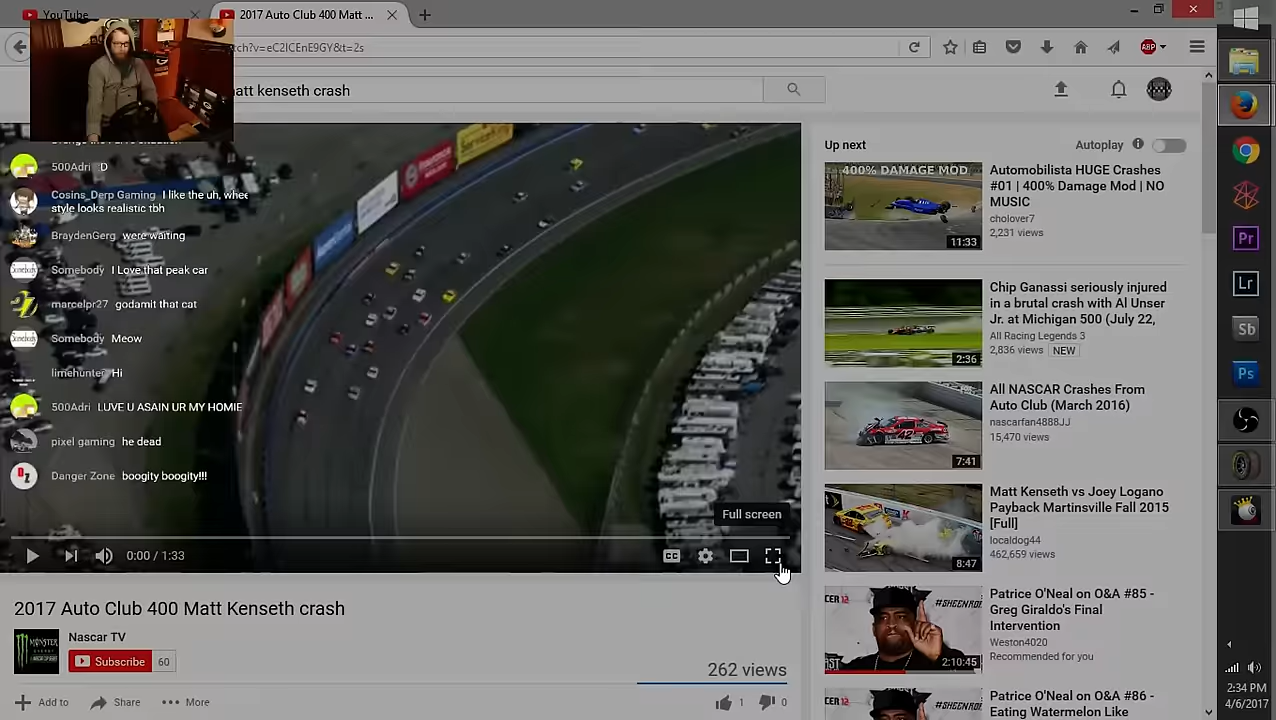 YouTube
2017 Auto Club 400 Matt ...
ch?v=eC2lCEnE9GY&t=2s
ABP
att kenseth crash
500Adri :D
Cosins_Derp Gaming I like the uh, whee
style looks realistic tbh
BraydenGerg were waiting
Somebody I Love that peak car
marcelpr27 godamit that cat
Somebody Meow
limehunter Hi
500Adri LUVE U ASAIN UR MY HOMIE
pixel gaming he dead
Danger Zone boogity boogity!!!
Full screen
0:00 / 1:33
CC
2017 Auto Club 400 Matt Kenseth crash
Nascar TV
Subscribe 60
262 views
Add to Share More
1 0
Up next
Autoplay
400% DAMAGE MOD
11:33
Automobilista HUGE Crashes
#01 | 400% Damage Mod | NO
MUSIC
cholover7
2,231 views
2:36
Chip Ganassi seriously injured
in a brutal crash with Al Unser
Jr. at Michigan 500 (July 22,
All Racing Legends 3
2,836 views NEW
7:41
All NASCAR Crashes From
Auto Club (March 2016)
nascarfan4888JJ
15,470 views
8:47
Matt Kenseth vs Joey Logano
Payback Martinsville Fall 2015
[Full]
localdog44
462,659 views
2:10:45
Patrice O'Neal on O&A #85 -
Greg Giraldo's Final
Intervention
Weston4020
Recommended for you
Patrice O'Neal on O&A #86 -
Eating Watermelon Like
Pr
Lr
Sb
Ps
2:34 PM
4/6/2017